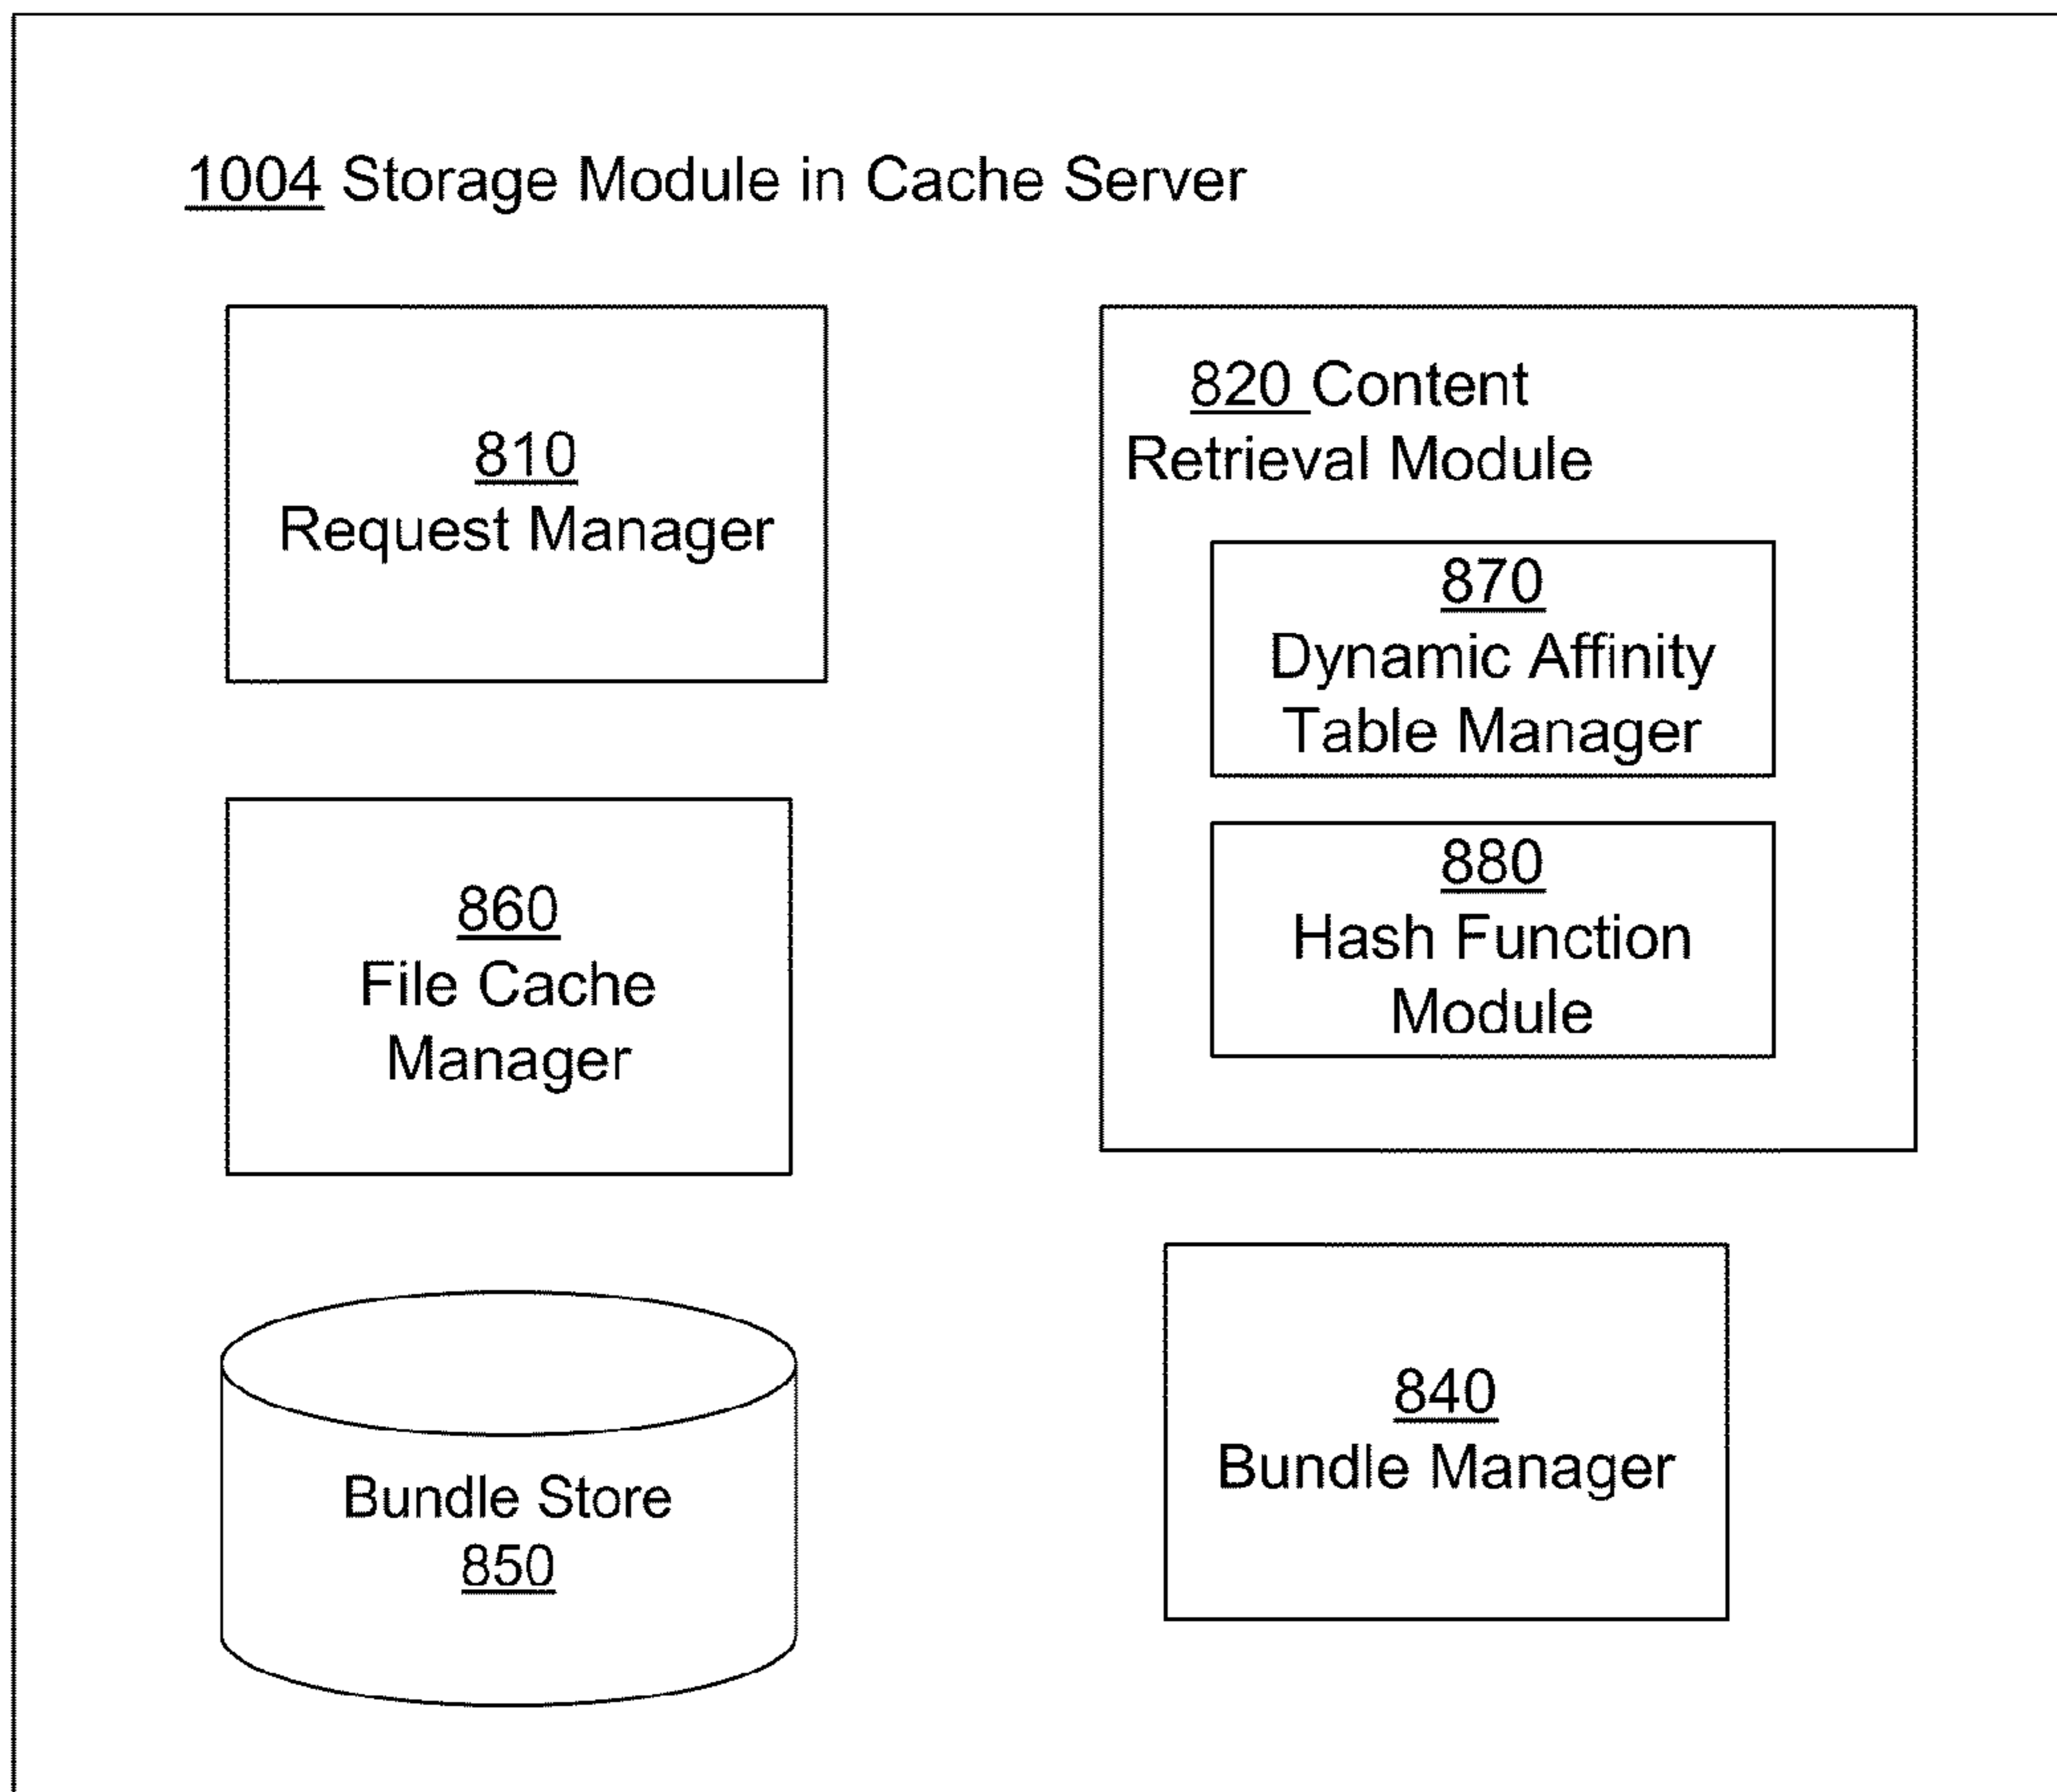 1004 Storage Module in Cache Server
810
Request Manager
820 Content
Retrieval Module
870
Dynamic Affinity
Table Manager
880
Hash Function
Module
860
File Cache
Manager
Bundle Store
850
840
Bundle Manager